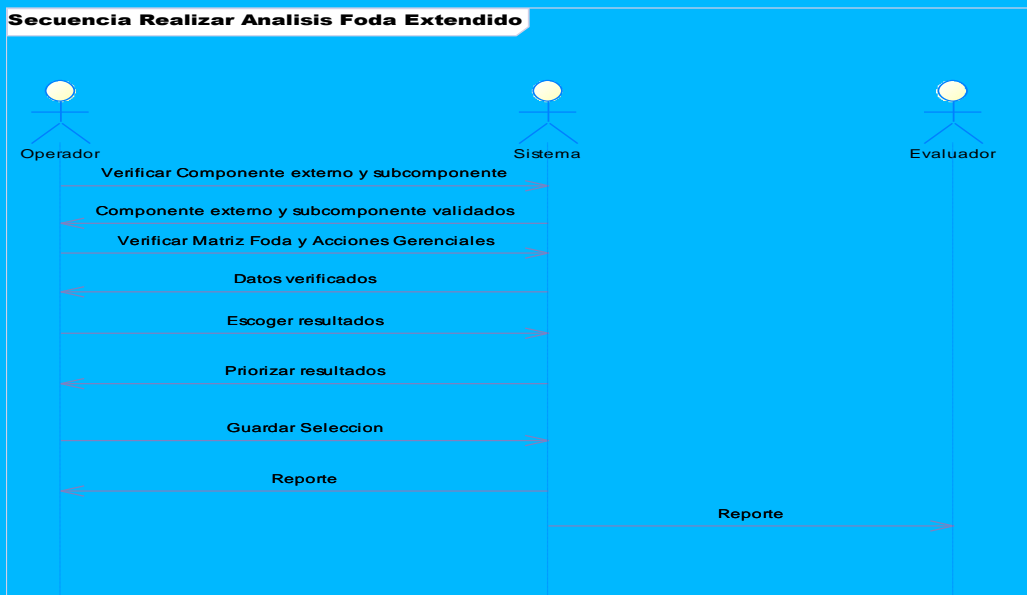 Secuencia Realizar Analisis Foda Extendido
Operador
Sistema
Evaluador
Verificar Componente externo y subcomponente
Componente externo y subcomponente validados
Verificar Matriz Foda y Acciones Gerenciales
Datos verificados
Escoger resultados
Priorizar resultados
Guardar Seleccion
Reporte
Reporte